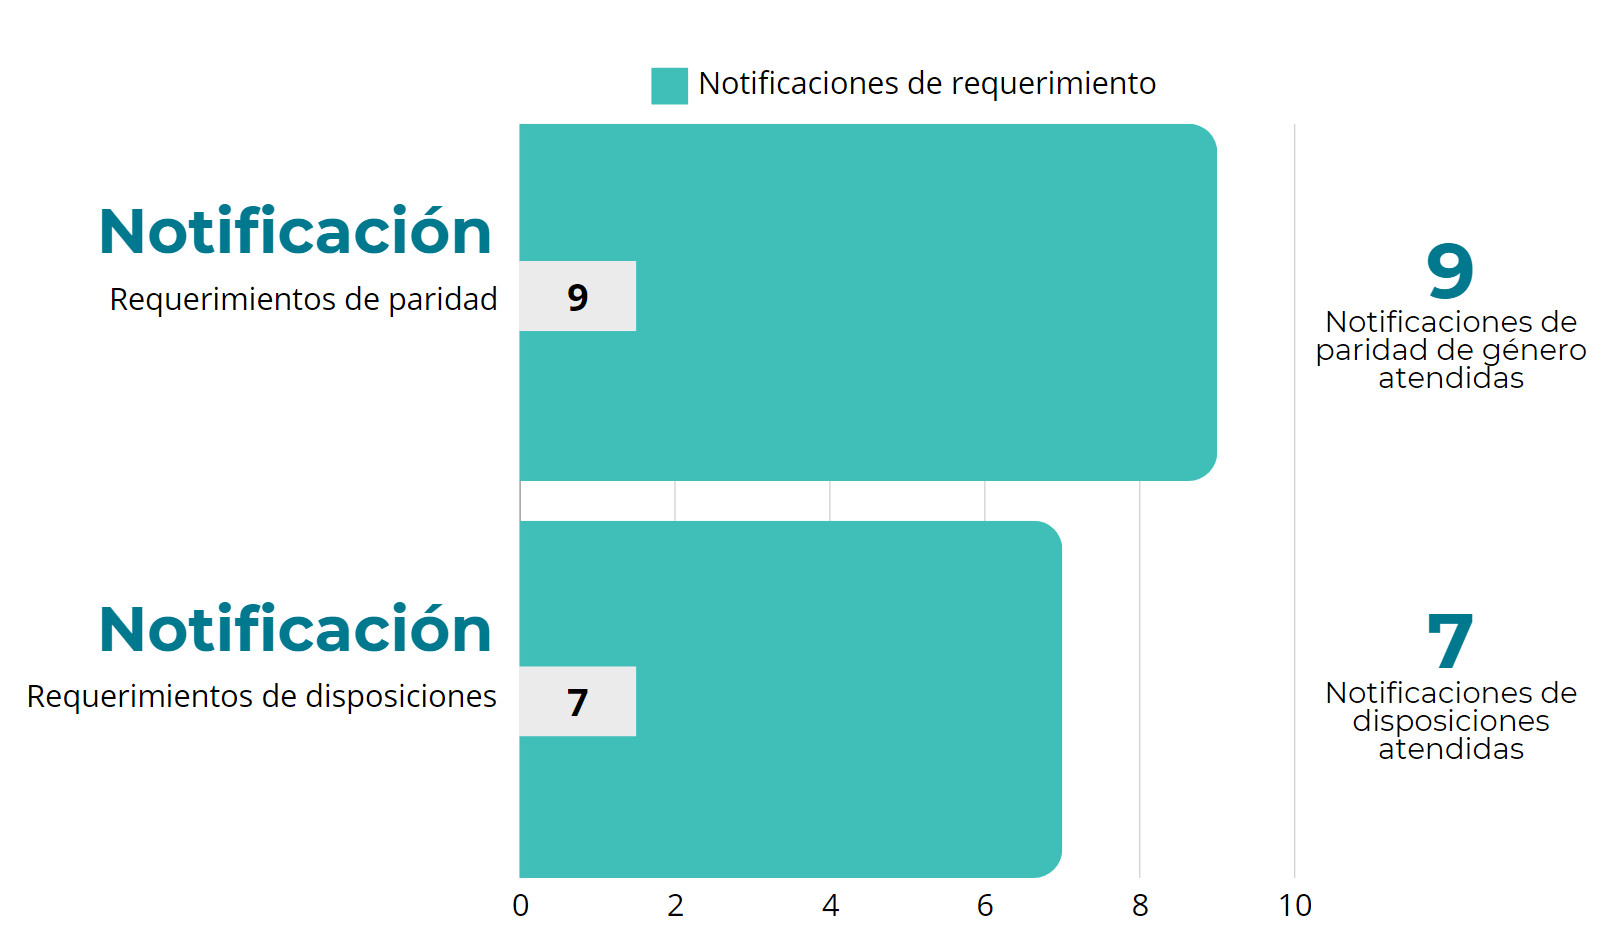 Notificaciones de requerimiento
Notificación
Requerimientos de paridad
9
9
Notificaciones de
paridad de género
atendidas
Notificación
Requerimientos de disposiciones
7
7
Notificaciones de
disposiciones
atendidas
0 2 4 6 8 10